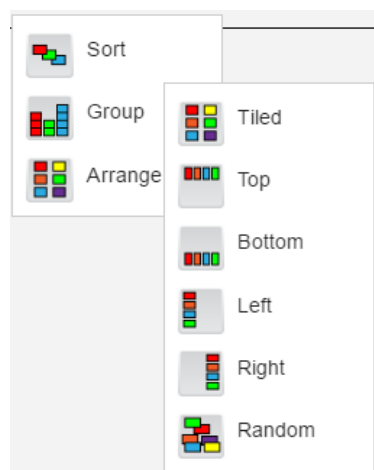 Sort
Group
Arrange
Tiled
Top
Bottom
Left
Right
Random